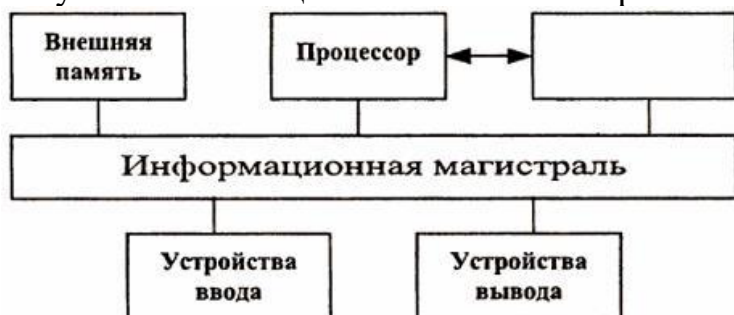 Внешняя
память
Процессор
Информационная магистраль
Устройства
ввода
Устройства
вывода